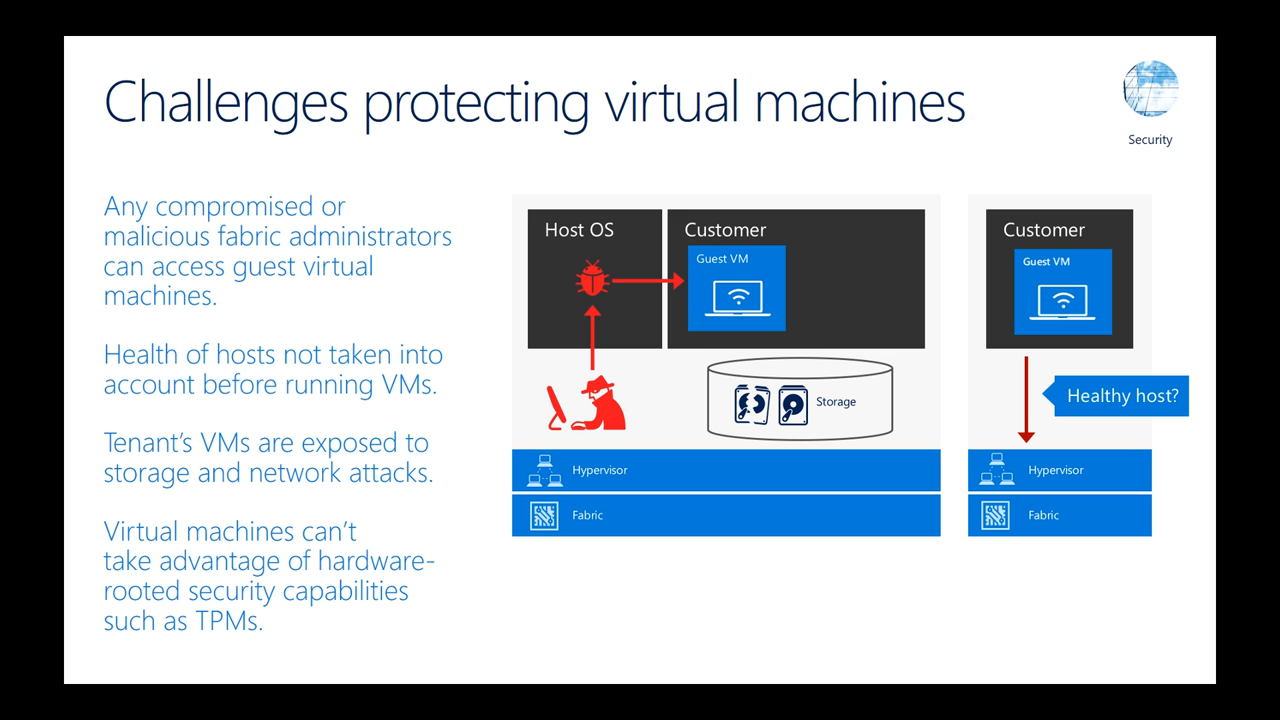 Challenges protecting virtual machines
Security
Any compromised or
malicious fabric administrators
can access guest virtual
machines.
Health of hosts not taken into
account before running VMs.
Tenant's VMs are exposed to
storage and network attacks.
Virtual machines can't
take advantage of hardware-
rooted security capabilities
such as TPMs.
Host OS
Customer
Guest VM
Storage
Hypervisor
Fabric
Customer
Guest VM
Healthy host?
Hypervisor
Fabric